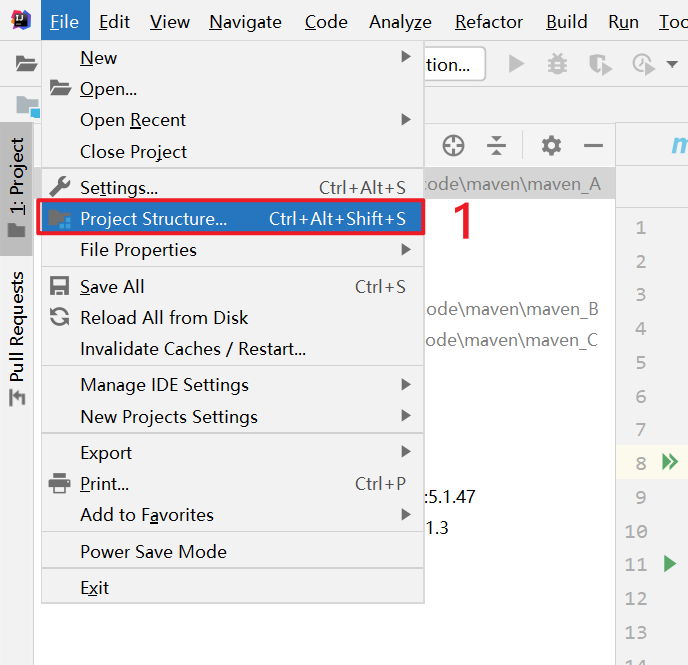 File Edit View Navigate Code Analyze Refactor Build Run Too
New
tion...
Open...
Open Recent
Close Project
1: Project
Settings... Ctrl+Alt+S
code\maven\maven_A
Project Structure... Ctrl+Alt+Shift+S
1
File Properties
1
2
Save All Ctrl+S
3
ode\maven\maven_B
Reload All from Disk
4
ode\maven\maven_C
Invalidate Caches / Restart...
5
Pull Requests
Manage IDE Settings
6
New Projects Settings
7
Export
8
Print... Ctrl+P
:5.1.47
9
Add to Favorites
1.3
10
Power Save Mode
11
Exit
12
13
14